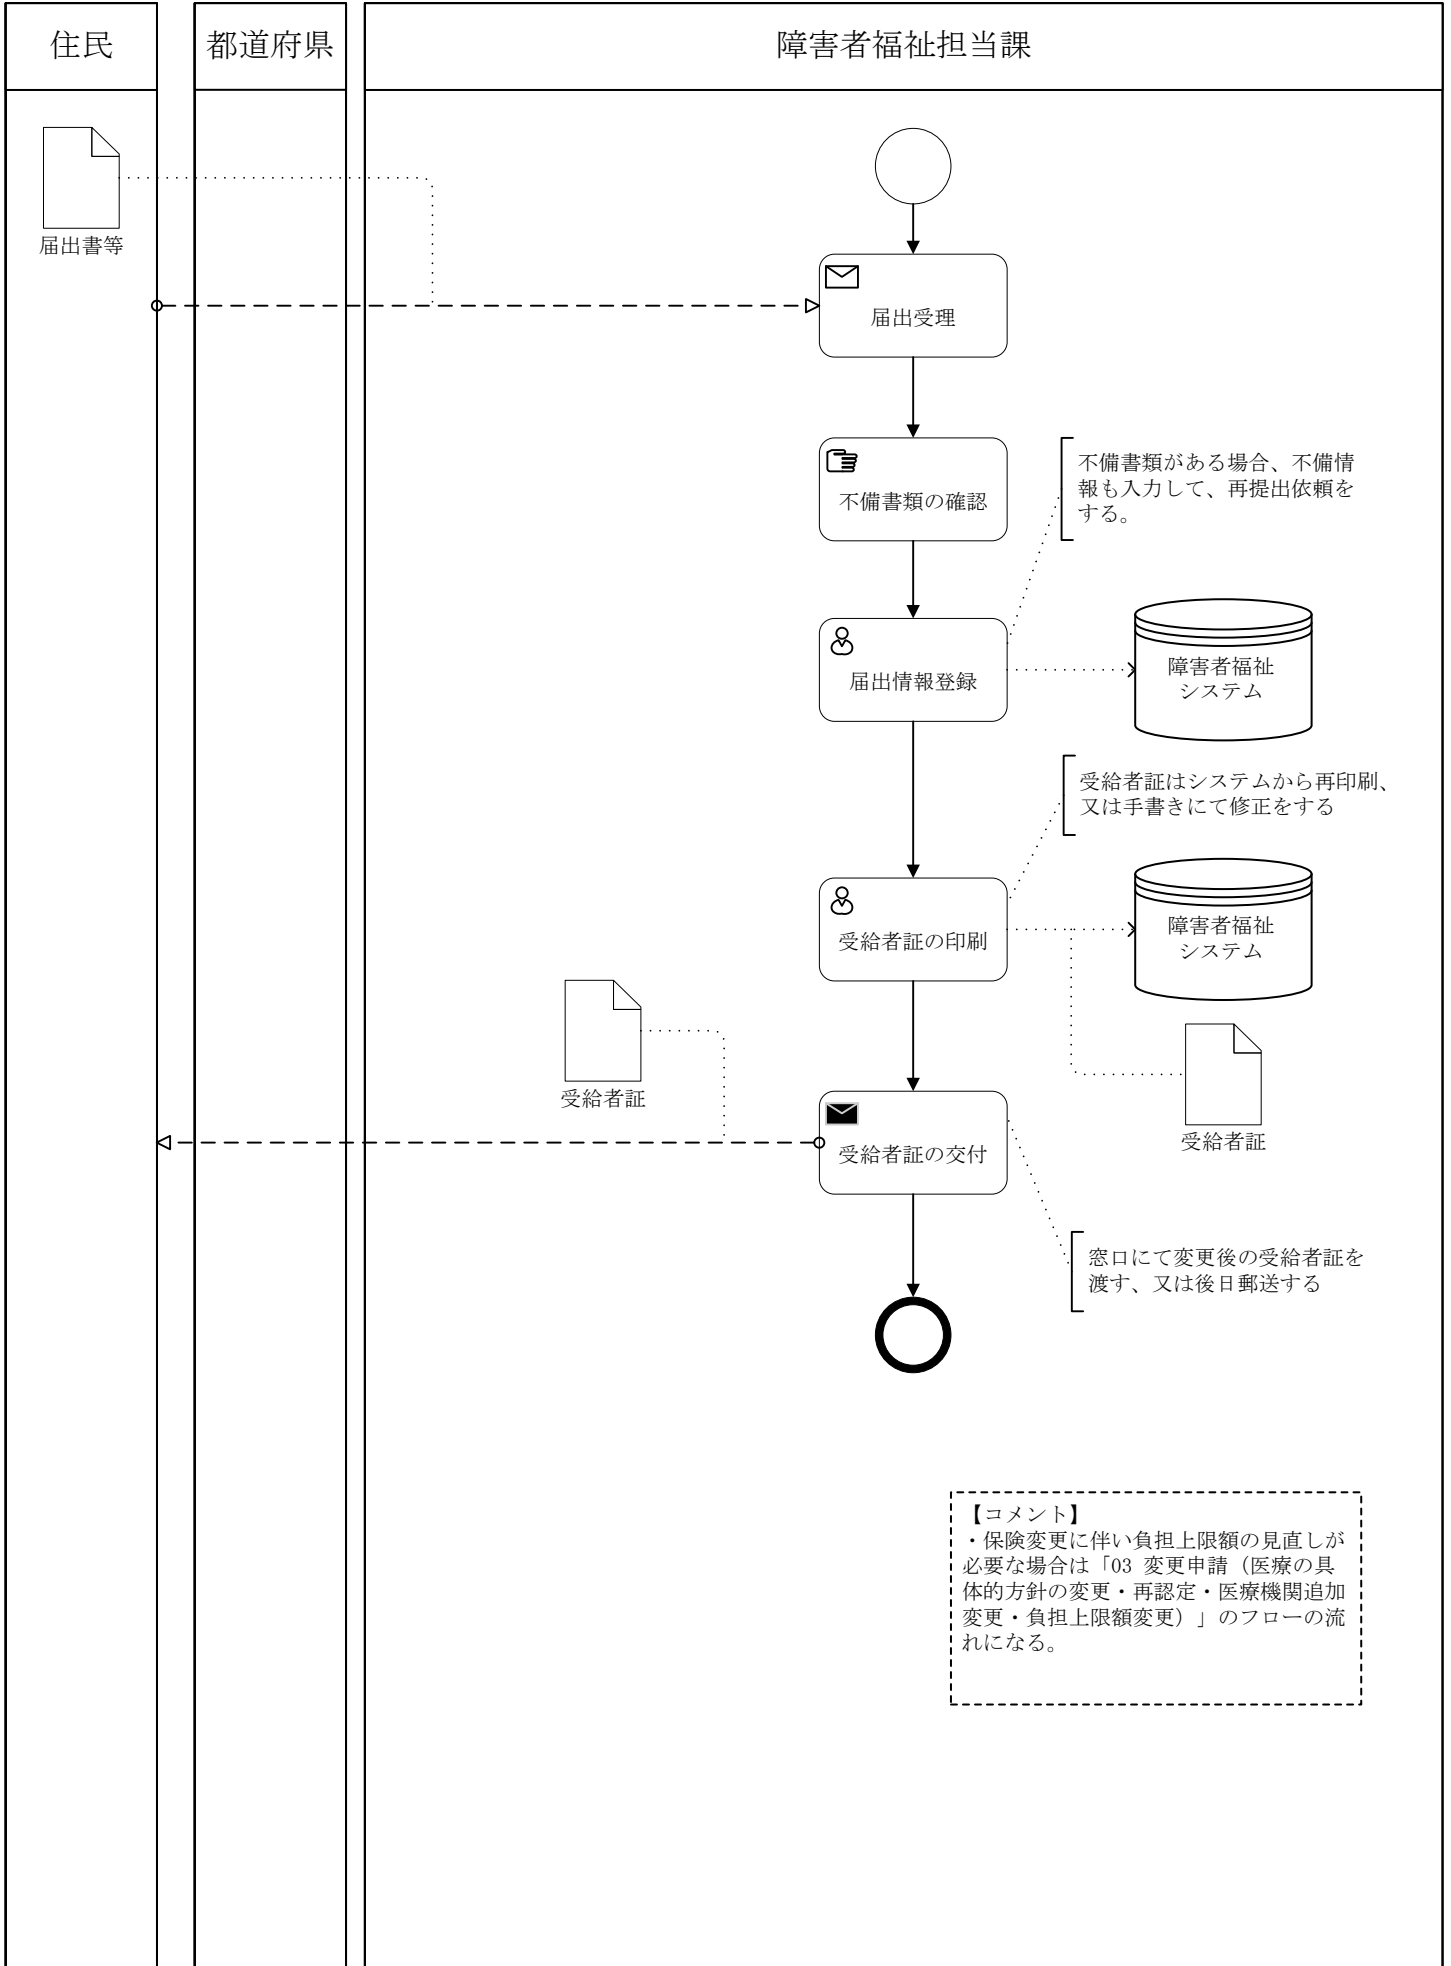 住民
都道府県
障害者福祉担当課
届出書等
届出受理
不備書類の確認
不備書類がある場合、不備情
報も入力して、再提出依頼を
する。
届出情報登録
障害者福祉
システム
受給者証はシステムから再印刷、
又は手書きにて修正をする
受給者証の印刷
障害者福祉
システム
受給者証
受給者証
受給者証の交付
窓口にて変更後の受給者証を
渡す、又は後日郵送する
【コメント】
・保険変更に伴い負担上限額の見直しが
必要な場合は「03 変更申請（医療の具
体的方針の変更・再認定・医療機関追加
変更・負担上限額変更）」のフローの流
れになる。